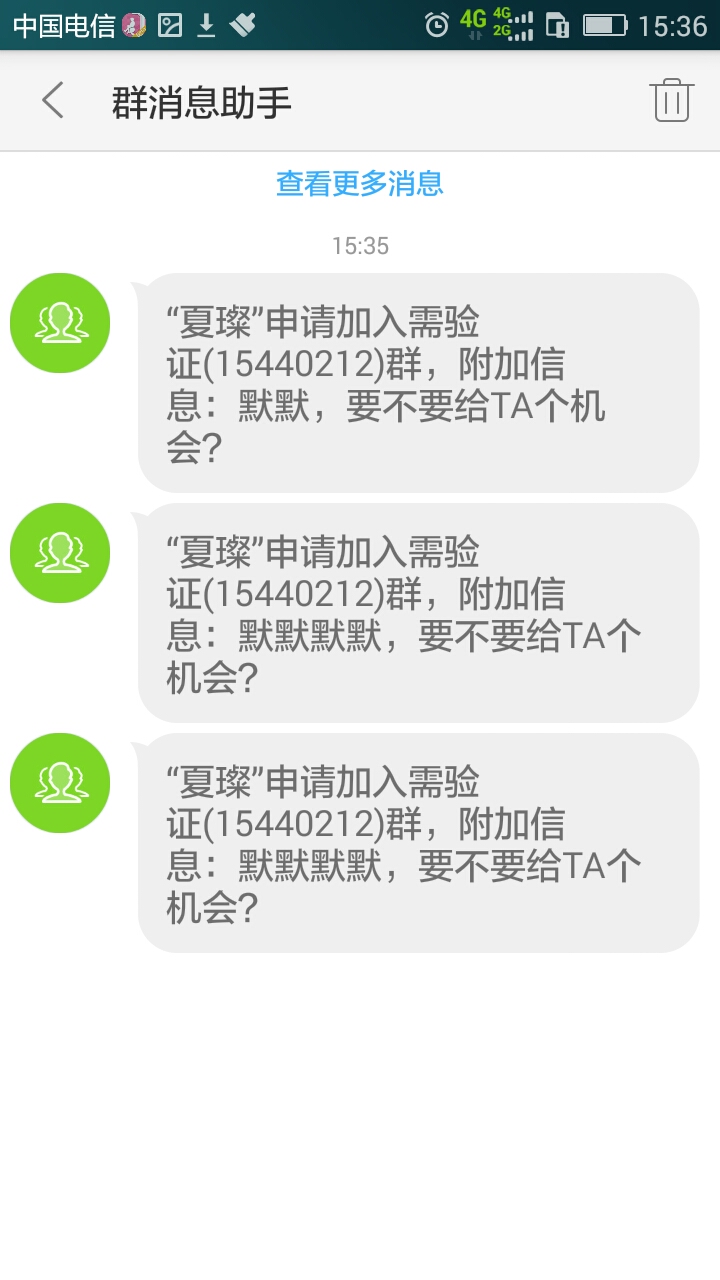 中国电信 4G 4G 2G 15:36
群消息助手
查看更多消息
15:35
“夏璨”申请加入需验
证(15440212)群，附加信
息：默默，要不要给TA个机
会？
“夏璨”申请加入需验
证(15440212)群，附加信
息：默默默默，要不要给TA个
机会？
“夏璨”申请加入需验
证(15440212)群，附加信
息：默默默默，要不要给TA个
机会？